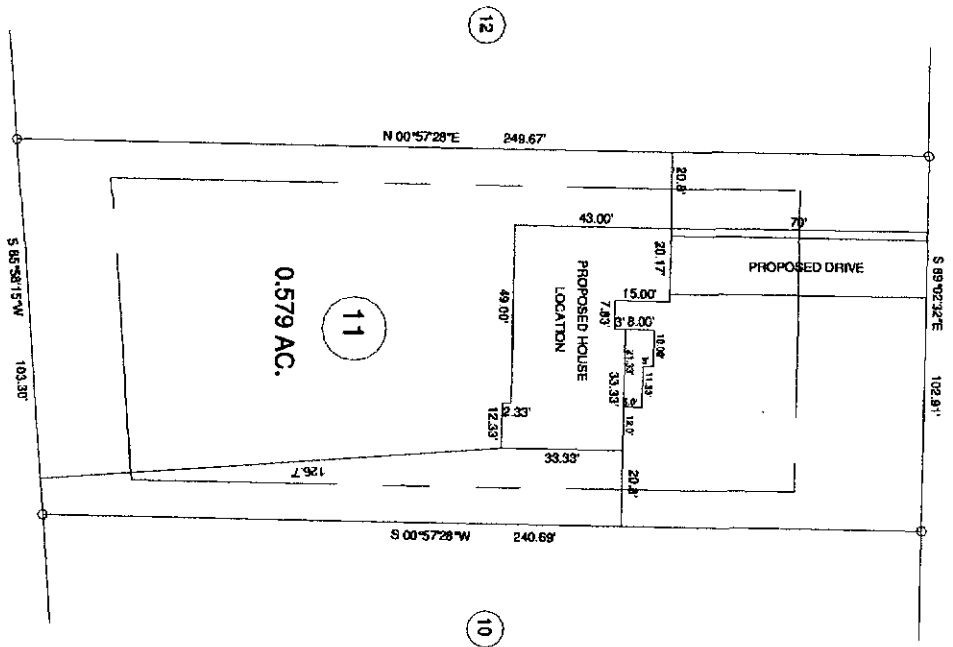 12
N 00°57'28"E 249.67'
20.8'
43.00'
70'
20.17'
PROPOSED DRIVE
S 89°02'32"E 102.91'
15.00'
7.83'
3'
8.00'
10.00'
21.33'
11.33'
33.33'
12.0'
PROPOSED HOUSE
LOCATION
49.00'
11
0.579 AC.
S 85°58'15"W 103.30'
2.33'
12.33'
33.33'
126.7'
20.8'
S 00°57'28"W 240.69'
10